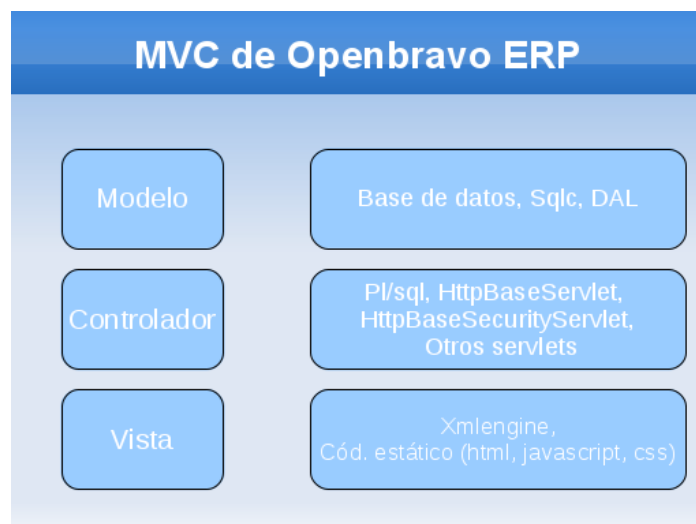 MVC de Openbravo ERP
Modelo
Base de datos, Sqlc, DAL
Controlador
Pl/sql, HttpBaseServlet,
HttpBaseSecurityServlet,
Otros servlets
Vista
Xmlengine,
Cód. estático (html, javascript, css)